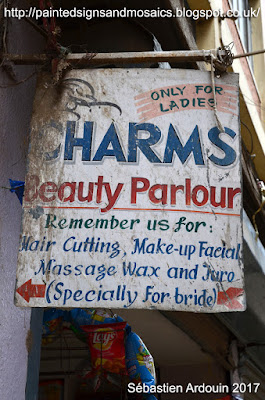 http://paintedsignsandmosaics.blogspot.co.uk/
ONLY FOR
LADIES
CHARMS
Beauty Parlour
Remember us for:
Hair Cutting, Make-up Facial,
Massage Wax and
(Specially For bride)
Lay's
Sébastien Ardouin 2017